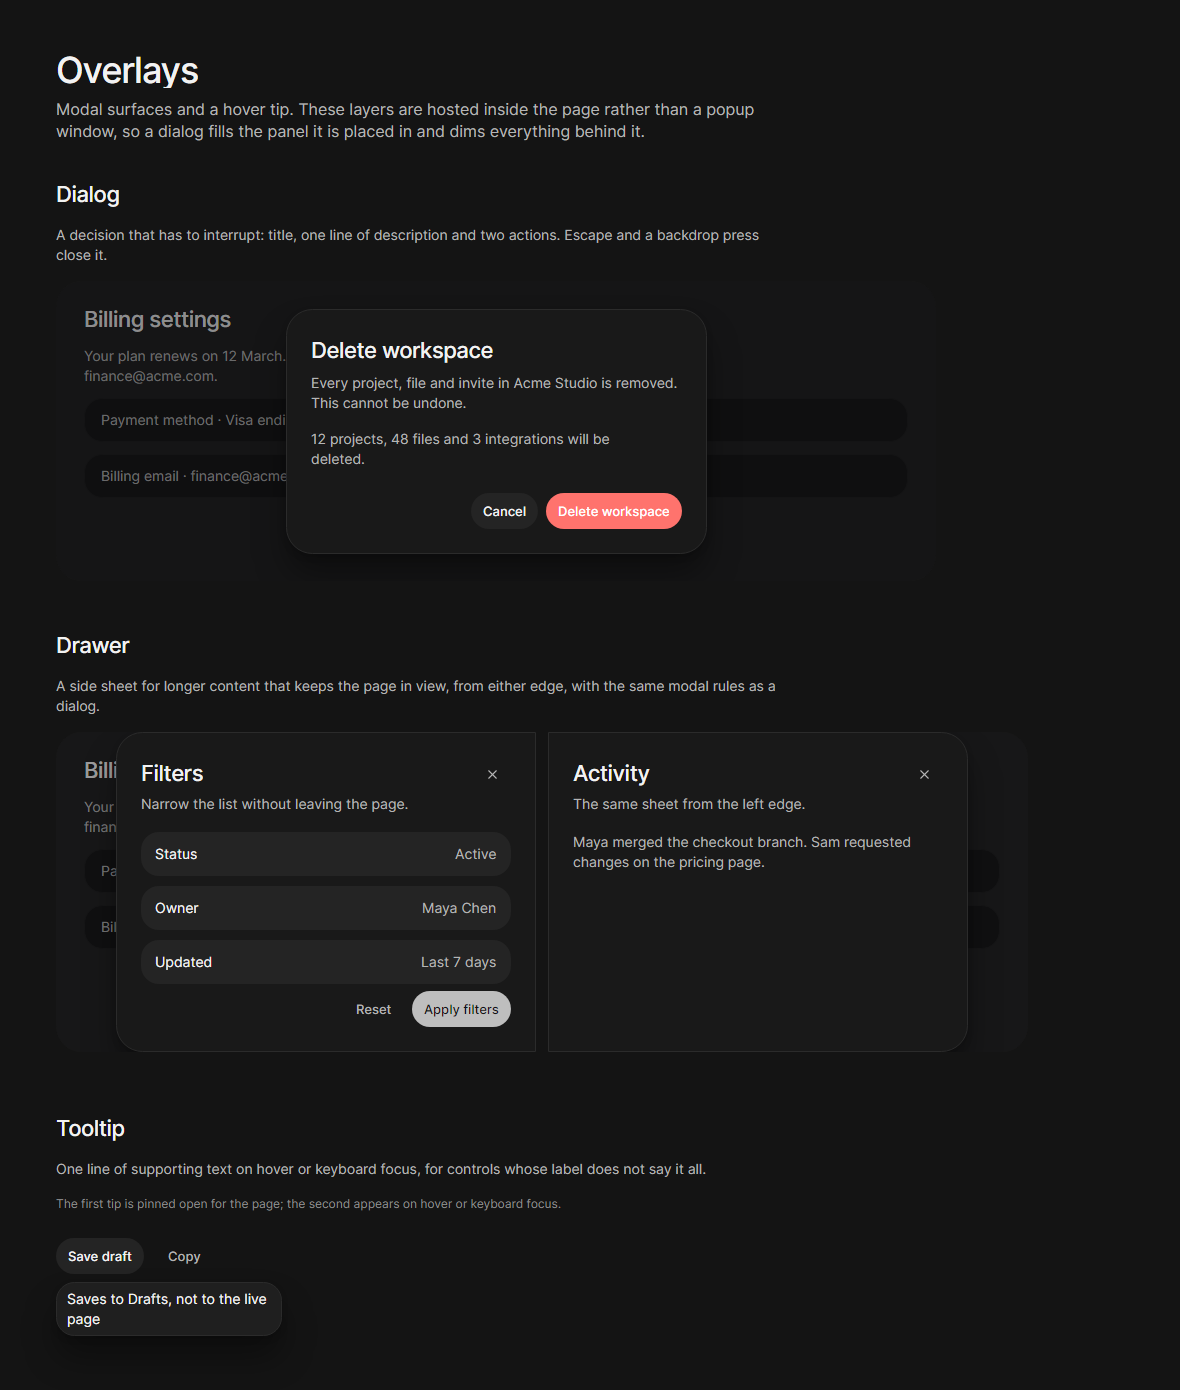 Overlays
Modal surfaces and a hover tip. These layers are hosted inside the page rather than a popup
window, so a dialog fills the panel it is placed in and dims everything behind it.
Dialog
A decision that has to interrupt: title, one line of description and two actions. Escape and a backdrop press
close it.
Billing settings
Your plan renews on 12 March.
finance@acme.com.
Payment method · Visa endi
Billing email · finance@acme
Delete workspace
Every project, file and invite in Acme Studio is removed.
This cannot be undone.
12 projects, 48 files and 3 integrations will be
deleted.
Cancel
Delete workspace
Drawer
A side sheet for longer content that keeps the page in view, from either edge, with the same modal rules as a
dialog.
Billi
Your
finan
Pa
Bil
Filters
Narrow the list without leaving the page.
Status Active
Owner Maya Chen
Updated Last 7 days
Reset Apply filters
Activity
The same sheet from the left edge.
Maya merged the checkout branch. Sam requested
changes on the pricing page.
Tooltip
One line of supporting text on hover or keyboard focus, for controls whose label does not say it all.
The first tip is pinned open for the page; the second appears on hover or keyboard focus.
Save draft Copy
Saves to Drafts, not to the live
page